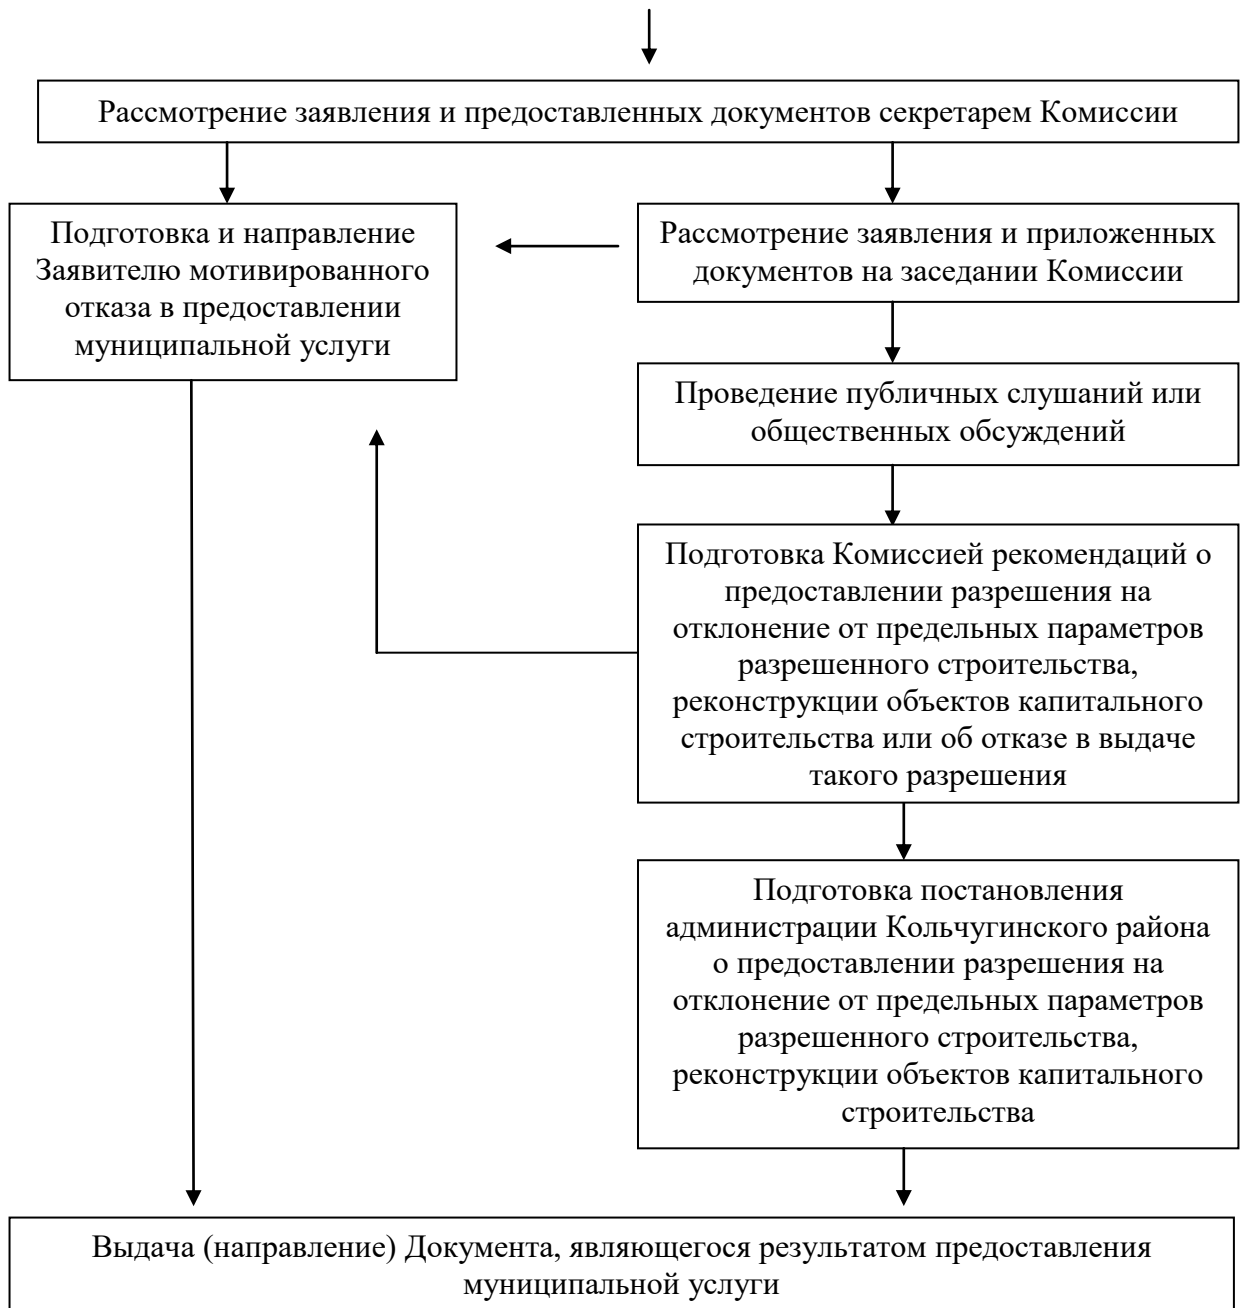 Рассмотрение заявления и предоставленных документов секретарем Комиссии
Подготовка и направление
Заявителю мотивированного
отказа в предоставлении
муниципальной услуги
Рассмотрение заявления и приложенных
документов на заседании Комиссии
Проведение публичных слушаний или
общественных обсуждений
Подготовка Комиссией рекомендаций о
предоставлении разрешения на
отклонение от предельных параметров
разрешенного строительства,
реконструкции объектов капитального
строительства или об отказе в выдаче
такого разрешения
Подготовка постановления
администрации Кольчугинского района
о предоставлении разрешения на
отклонение от предельных параметров
разрешенного строительства,
реконструкции объектов капитального
строительства
Выдача (направление) Документа, являющегося результатом предоставления
муниципальной услуги